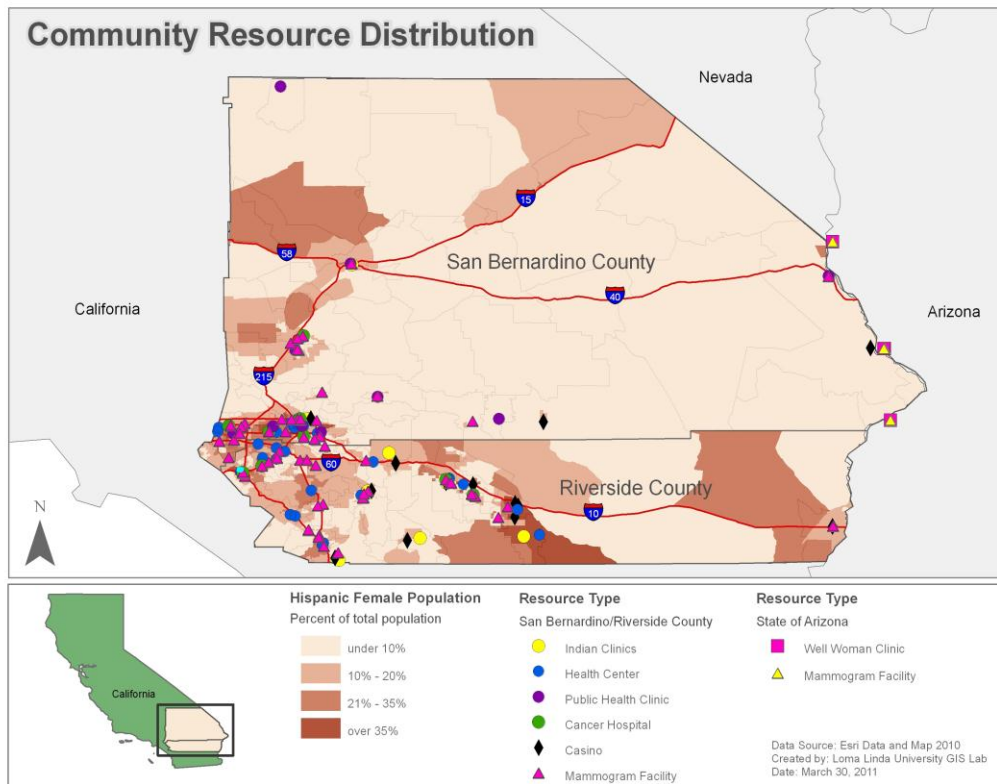 Community Resource Distribution
Nevada
California
Arizona
San Bernardino County
Riverside County
15
58
40
215
60
10
N
California
Hispanic Female Population
Percent of total population
under 10%
10% - 20%
21% - 35%
over 35%
Resource Type
San Bernardino/Riverside County
Indian Clinics
Health Center
Public Health Clinic
Cancer Hospital
Casino
Mammogram Facility
Resource Type
State of Arizona
Well Woman Clinic
Mammogram Facility
Data Source: Esri Data and Map 2010
Created by: Loma Linda University GIS Lab
Date: March 30, 2011